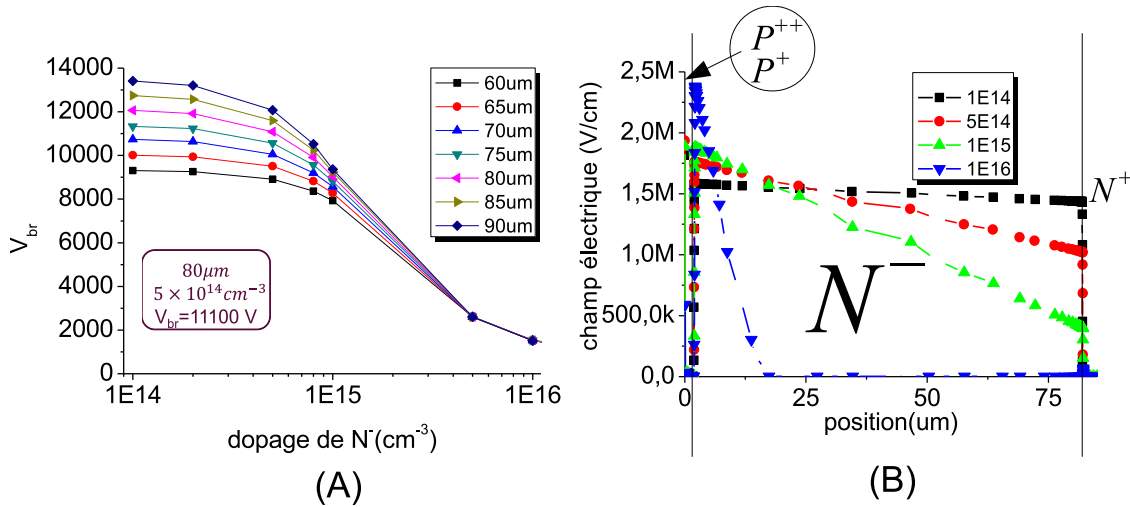 14000
12000
10000
8000
6000
4000
2000
0
V_br
1E14
1E15
1E16
dopage de N⁻(cm⁻³)
60um
65um
70um
75um
80um
85um
90um
80μm
5 × 10¹⁴cm⁻³
V_br=11100 V
(A)
P⁺⁺
P⁺
2,5M
2,0M
1,5M
1,0M
500,0k
0,0
champ électrique (V/cm)
1E14
5E14
1E15
1E16
N⁺
N⁻
0
25
50
75
position(um)
(B)